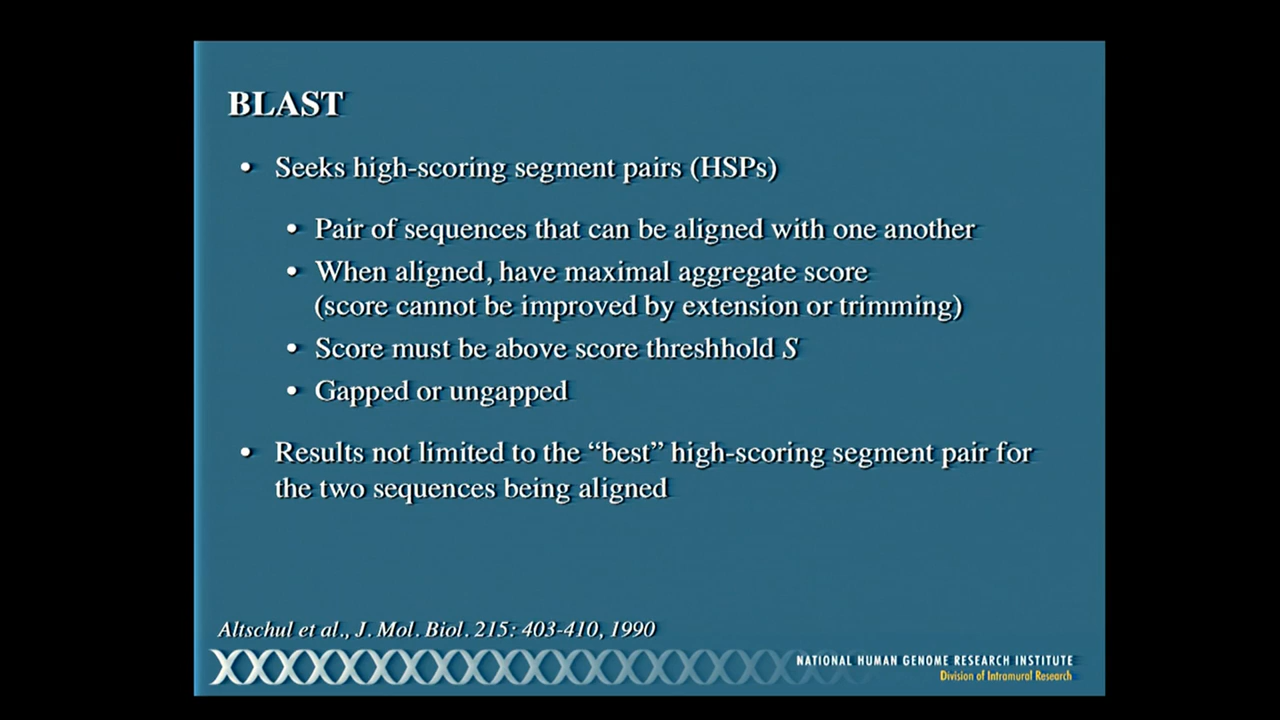 BLAST
• Seeks high-scoring segment pairs (HSPs)
• Pair of sequences that can be aligned with one another
• When aligned, have maximal aggregate score
(score cannot be improved by extension or trimming)
• Score must be above score threshhold S
• Gapped or ungapped
• Results not limited to the “best” high-scoring segment pair for
the two sequences being aligned
Altschul et al., J. Mol. Biol. 215: 403-410, 1990
NATIONAL HUMAN GENOME RESEARCH INSTITUTE
Division of Intramural Research